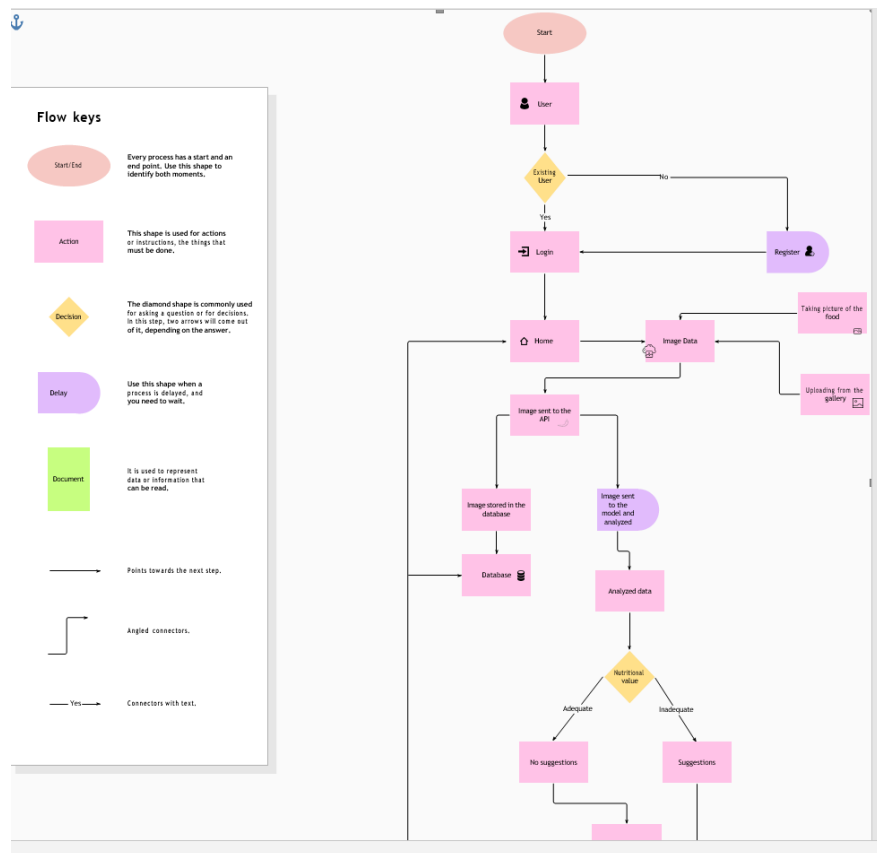 Flow keys
Start/End
Every process has a start and an
end point. Use this shape to
identify both moments.
Action
This shape is used for actions
or instructions, the things that
must be done.
Decision
The diamond shape is commonly used
for asking a question or for decisions.
In this step, two arrows will come out
of it, depending on the answer.
Delay
Use this shape when a
process is delayed, and
you need to wait.
Document
It is used to represent
data or information that
can be read.
Points towards the next step.
Angled connectors.
Yes
Connectors with text.
Start
User
Existing
User
No
Yes
Login
Register
Taking picture of the
food
Home
Image Data
Uploading from the
gallery
Image sent to the
API
Image stored in the
database
Image sent
to the
model and
analyzed
Database
Analyzed data
Nutritional
value
Adequate
Inadequate
No suggestions
Suggestions